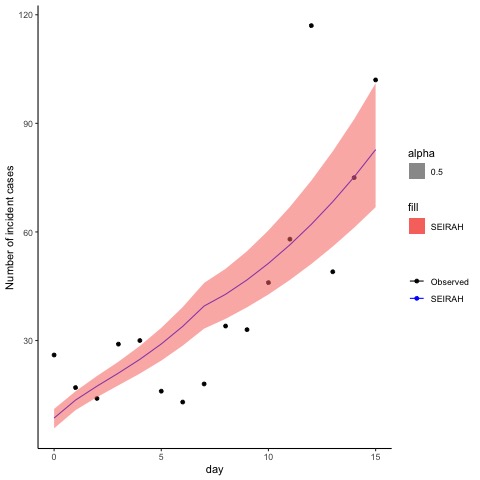 120
90
60
30
Number of incident cases
0
5
10
15
day
alpha
0.5
fill
SEIRAH
Observed
SEIRAH